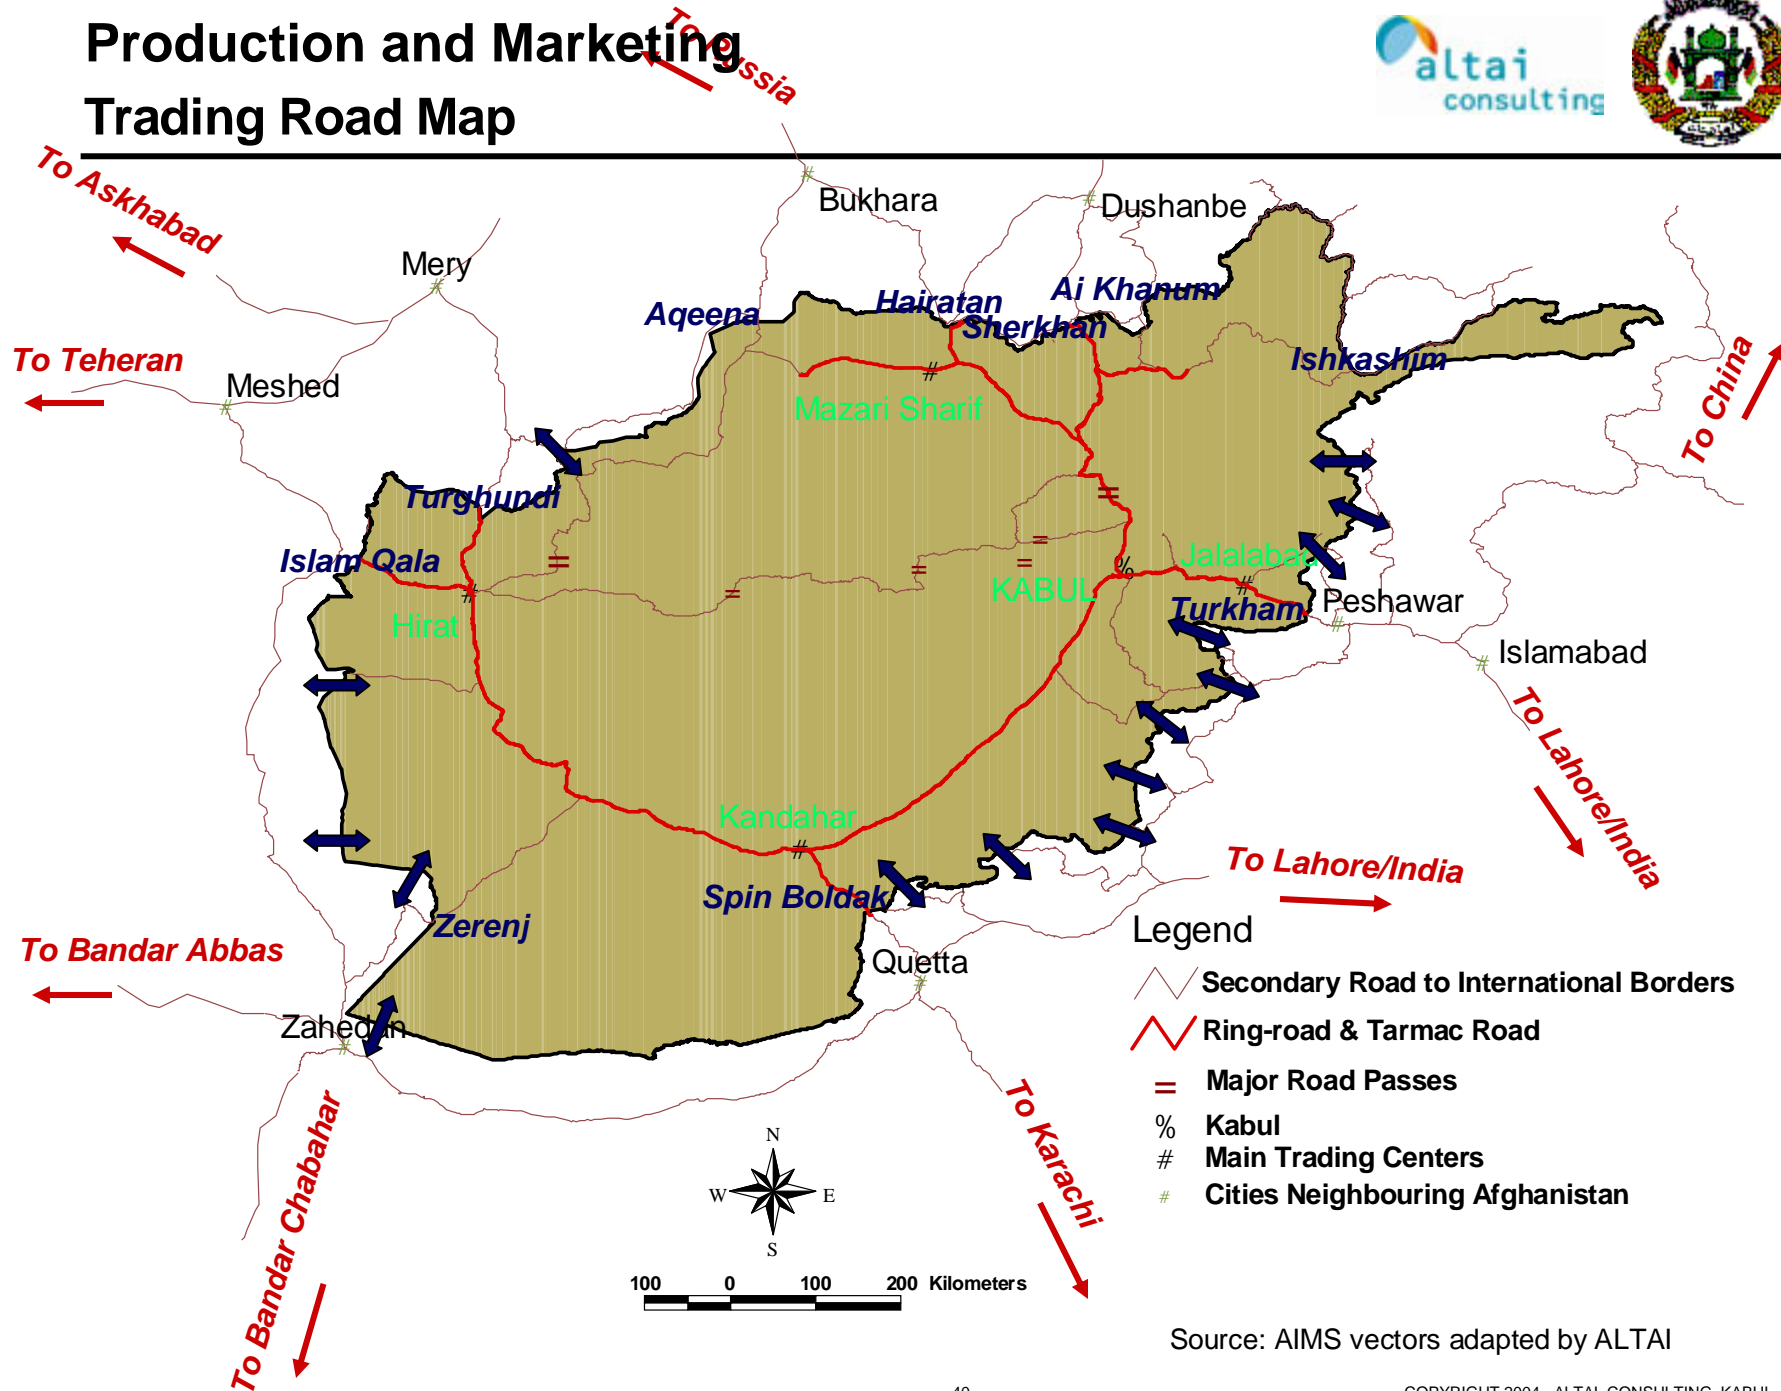 Production and Marketing
Trading Road Map
To Russia
altai
consulting
To Askhabad
Bukhara
Dushanbe
Mery
Aqeena
Hairatan
Ai Khanum
Sherkhan
Ishkashim
To Teheran
Meshed
Mazari Sharif
To China
Turghundi
Islam Qala
Jalalabad
KABUL
Hirat
Turkham
Peshawar
Islamabad
To Lahore/India
Kandahar
Spin Boldak
To Lahore/India
Zerenj
To Bandar Abbas
Quetta
Zahedan
Legend
Secondary Road to International Borders
Ring-road & Tarmac Road
= Major Road Passes
% Kabul
# Main Trading Centers
# Cities Neighbouring Afghanistan
To Bandar Chabahar
To Karachi
N
W E
S
100 0 100 200 Kilometers
Source: AIMS vectors adapted by ALTAI